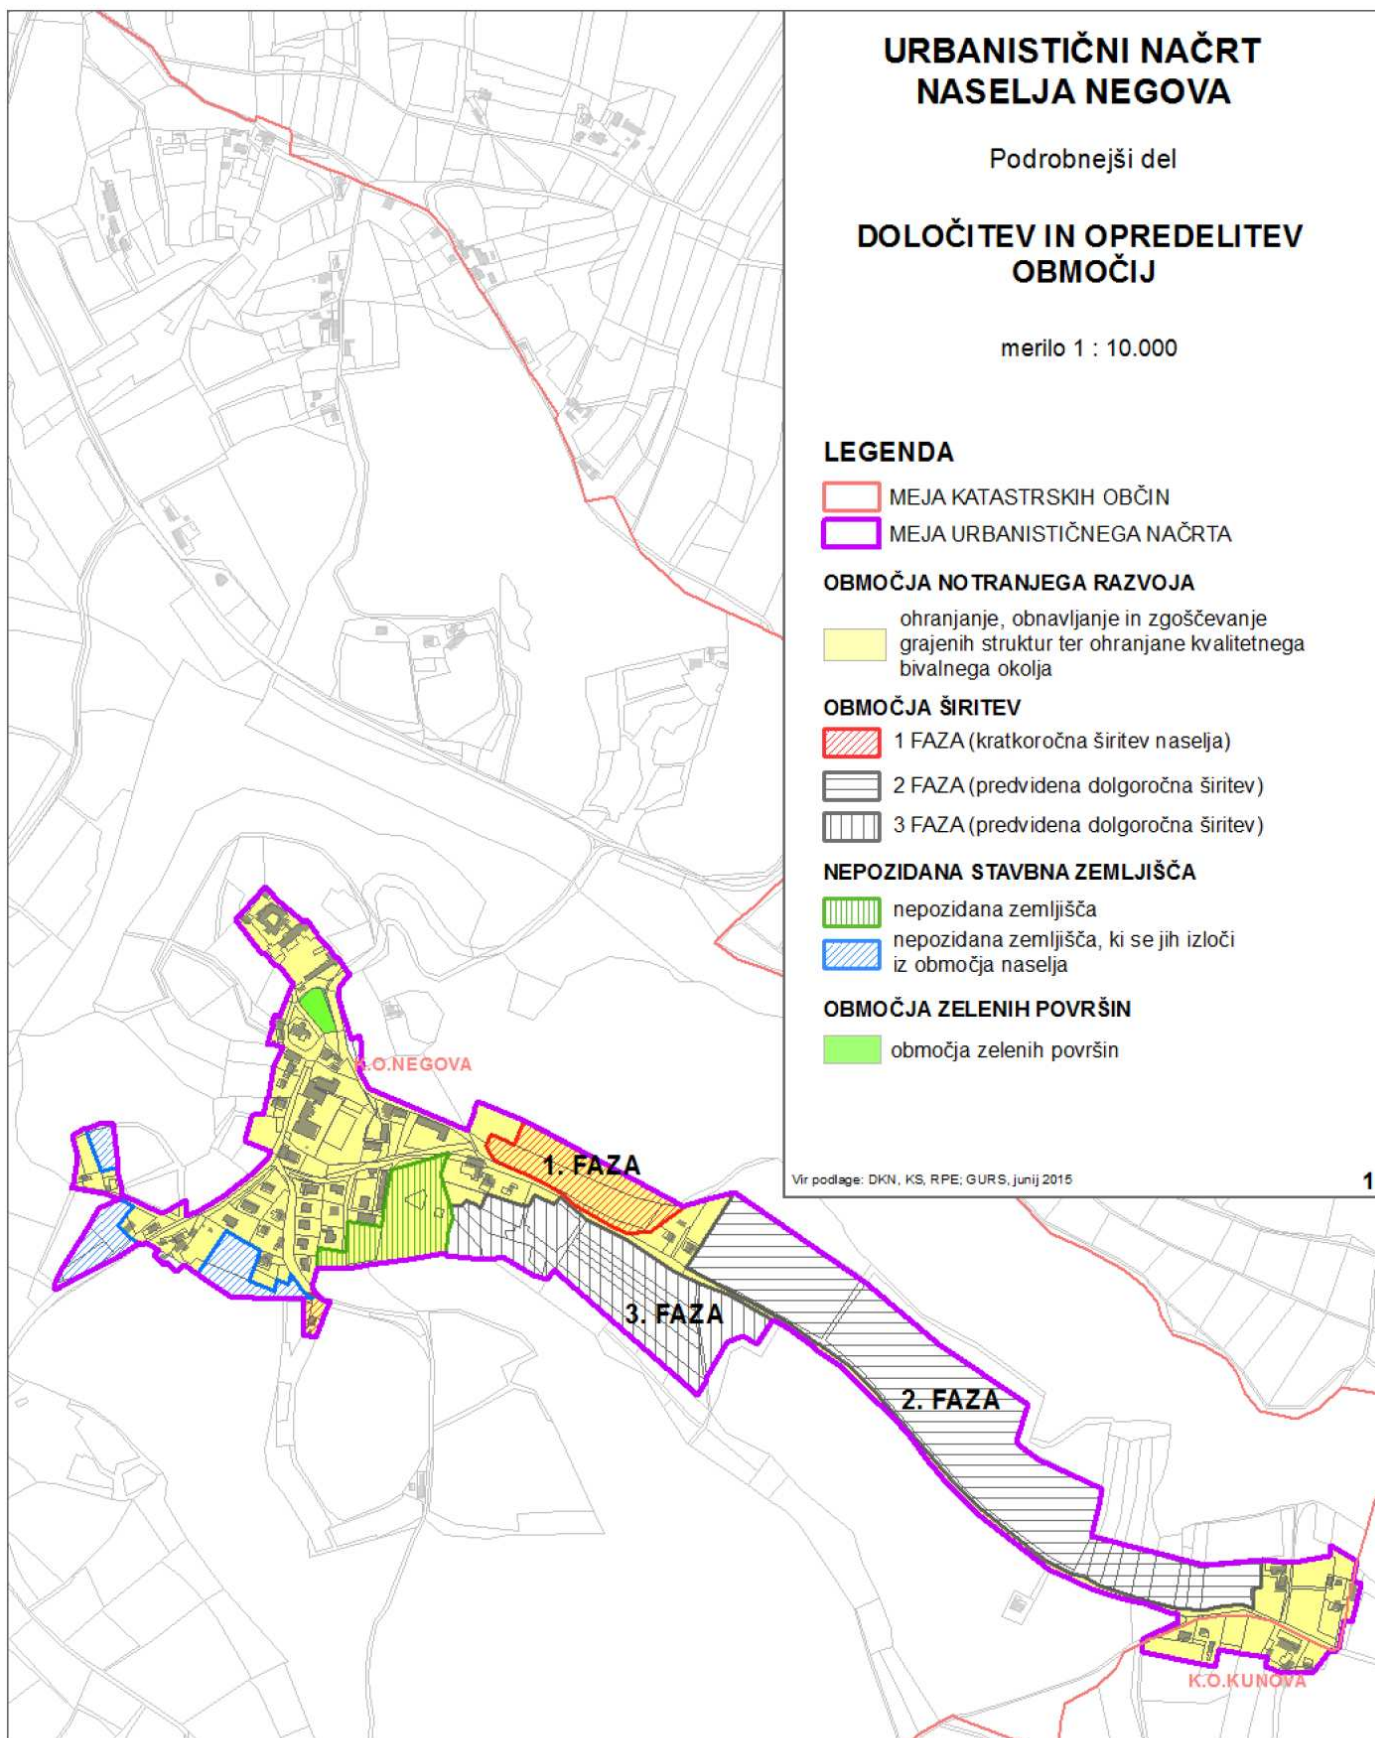 URBANISTIČNI NAČRT
NASELJA NEGOVA
Podrobnejši del
DOLOČITEV IN OPREDELITEV
OBMOČIJ
merilo 1 : 10.000
LEGENDA
MEJA KATASTRSKIH OBČIN
MEJA URBANISTIČNEGA NAČRTA
OBMOČJA NOTRANJEGA RAZVOJA
ohranjanje, obnavljanje in zgoščevanje
grajenih struktur ter ohranjane kvalitetnega
bivalnega okolja
OBMOČJA ŠIRITEV
1 FAZA (kratkoročna širitev naselja)
2 FAZA (predvidena dolgoročna širitev)
3 FAZA (predvidena dolgoročna širitev)
NEPOZIDANA STAVBNA ZEMLJIŠČA
nepozidana zemljišča
nepozidana zemljišča, ki se jih izloči
iz območja naselja
OBMOČJA ZELENIH POVRŠIN
območja zelenih površin
Vir podlage: DKN, KS, RPE; GURS, junij 2015
1
K.O.NEGOVA
1. FAZA
3. FAZA
2. FAZA
K.O.KUNOVA